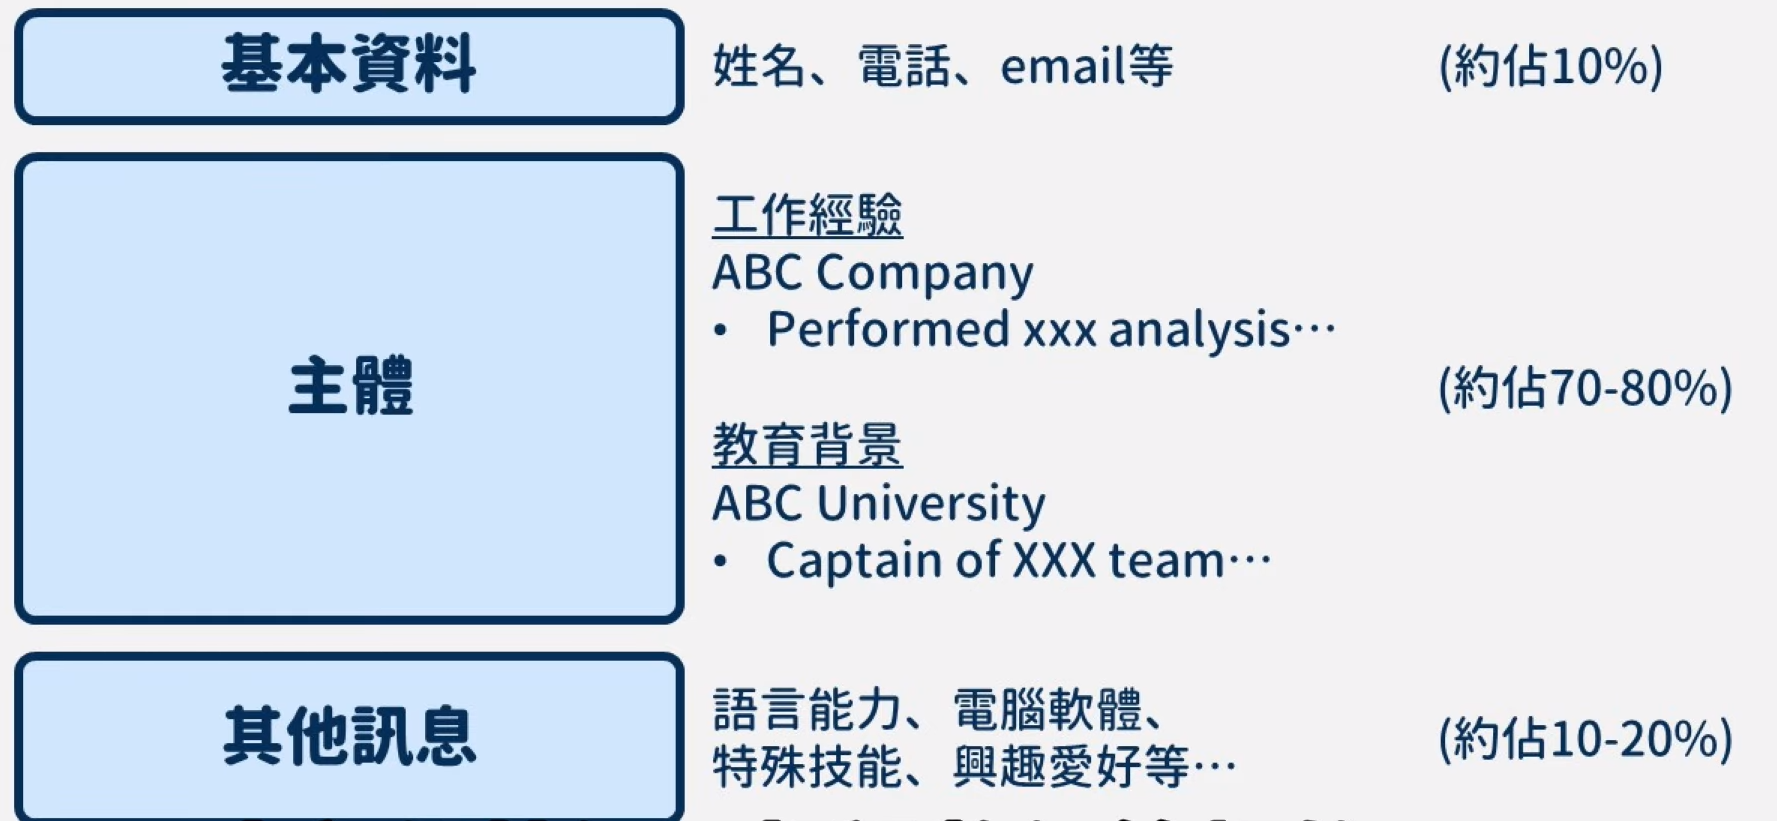 基本資料
姓名、電話、email等
(約佔10%)
主體
工作經驗
ABC Company
• Performed xxx analysis…
(約佔70-80%)
教育背景
ABC University
• Captain of XXX team…
其他訊息
語言能力、電腦軟體、
特殊技能、興趣愛好等…
(約佔10-20%)